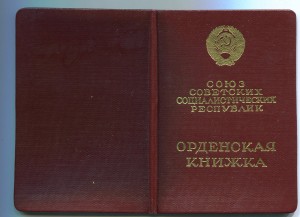 СОЮЗ
СОВЕТСКИХ
СОЦИАЛИСТИЧЕСКИХ
РЕСПУБЛИК
ОРДЕНСКАЯ
КНИЖКА